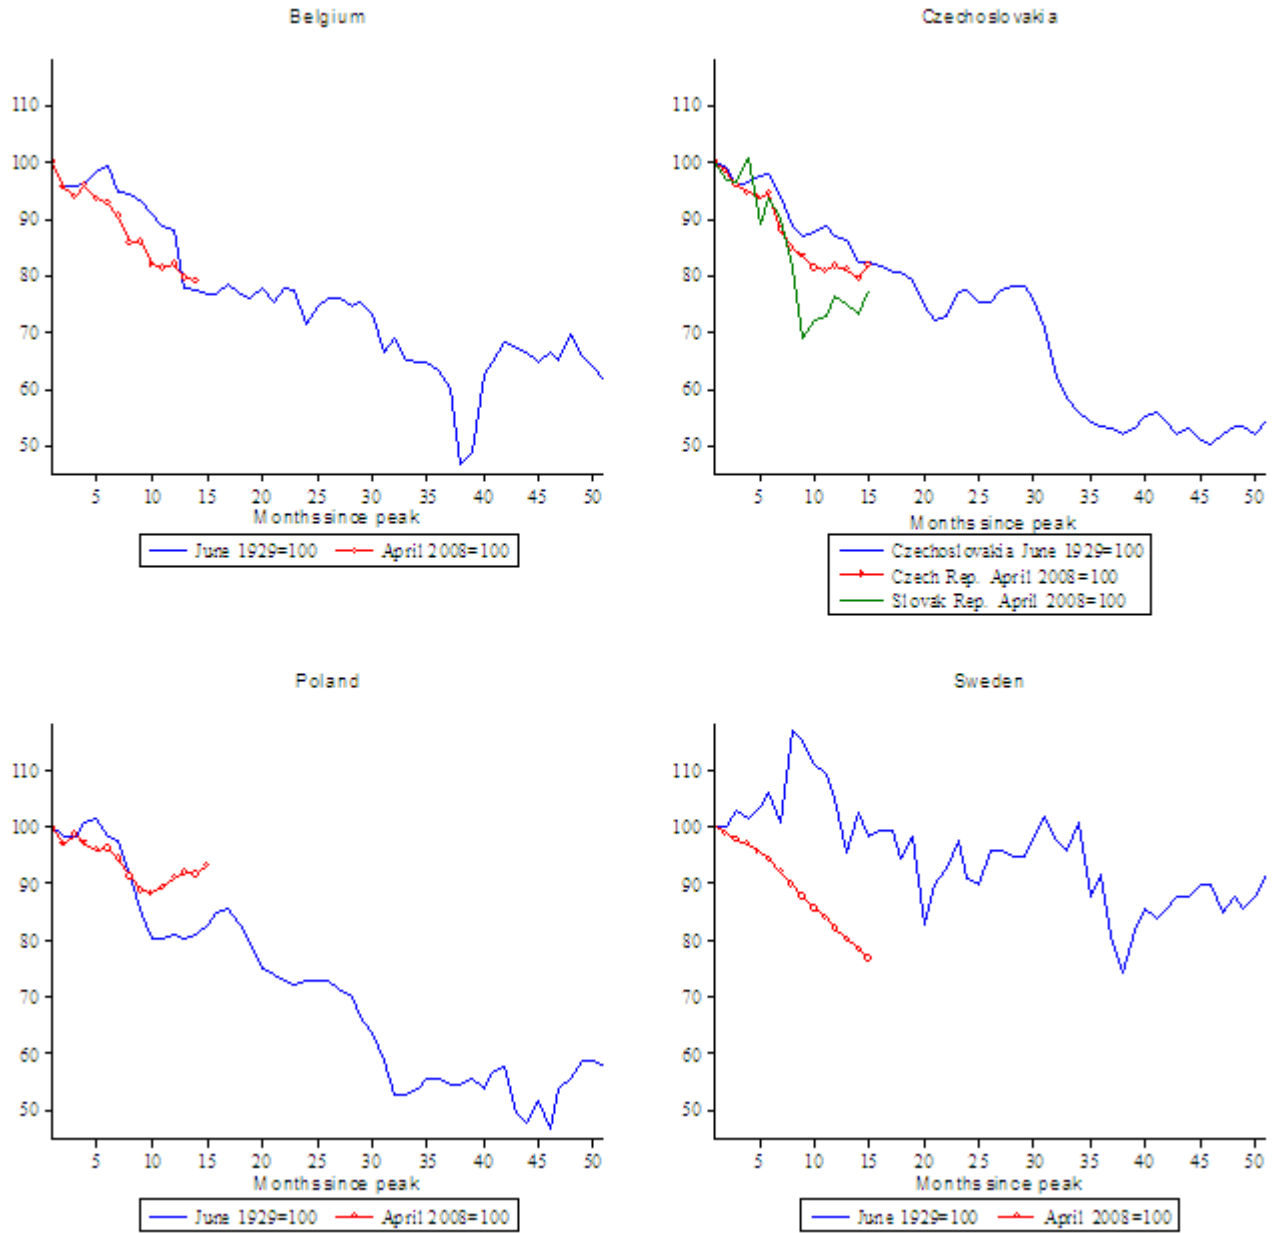 Belgium
110
100
90
80
70
60
50
5 10 15 20 25 30 35 40 45 50
Months since peak
June 1929=100 April 2008=100
Czechoslovakia
110
100
90
80
70
60
50
5 10 15 20 25 30 35 40 45 50
Months since peak
Czechoslovakia June 1929=100
Czech Rep. April 2008=100
Slovak Rep. April 2008=100
Poland
110
100
90
80
70
60
50
5 10 15 20 25 30 35 40 45 50
Months since peak
June 1929=100 April 2008=100
Sweden
110
100
90
80
70
60
50
5 10 15 20 25 30 35 40 45 50
Months since peak
June 1929=100 April 2008=100